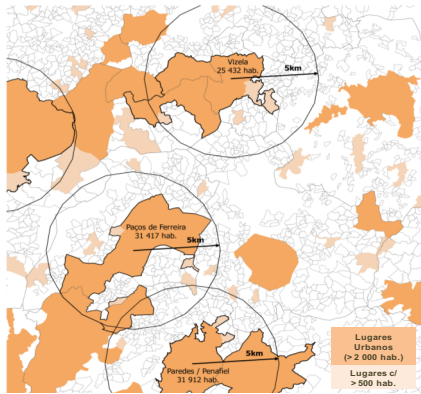 Vizela
25 432 hab.
5km
Paços de Ferreira
31 417 hab.
5km
5km
Paredes / Penafiel
31 912 hab.
Lugares
Urbanos
(> 2 000 hab.)
Lugares c/
> 500 hab.